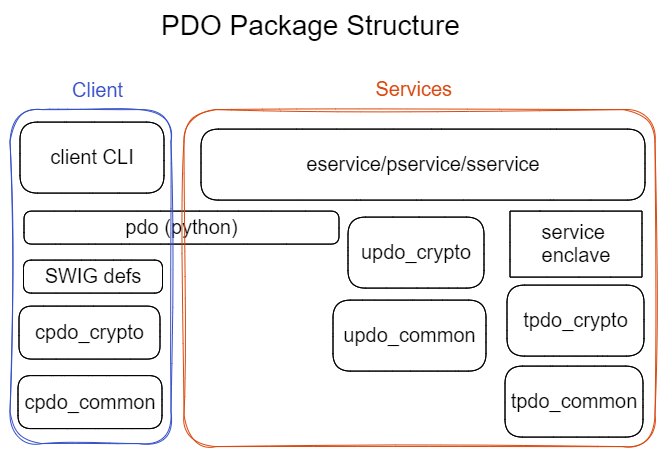 PDO Package Structure
Client
Services
client CLI
eservice/pservice/sservice
pdo (python)
updo_crypto
service
enclave
SWIG defs
cpdo_crypto
updo_common
tpdo_crypto
cpdo_common
tpdo_common